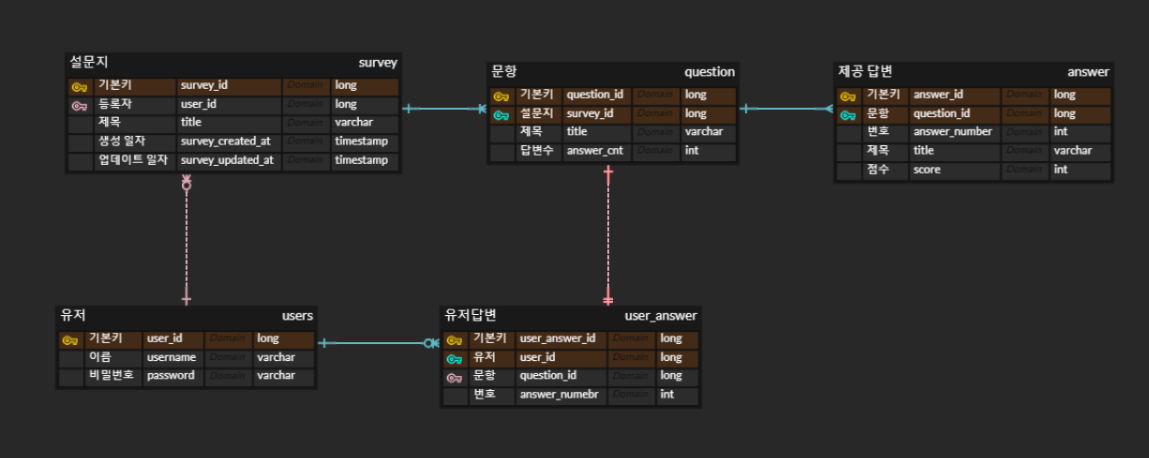 설문지 survey
기본키 survey_id Domain long
등록자 user_id Domain long
제목 title Domain varchar
생성 일자 survey_created_at Domain timestamp
업데이트 일자 survey_updated_at Domain timestamp
문항 question
기본키 question_id Domain long
설문지 survey_id Domain long
제목 title Domain varchar
답변수 answer_cnt Domain int
제공 답변 answer
기본키 answer_id Domain long
문항 question_id Domain long
번호 answer_number Domain int
제목 title Domain varchar
점수 score Domain int
유저 users
기본키 user_id Domain long
이름 username Domain varchar
비밀번호 password Domain varchar
유저답변 user_answer
기본키 user_answer_id Domain long
유저 user_id Domain long
문항 question_id Domain long
번호 answer_numebr Domain int